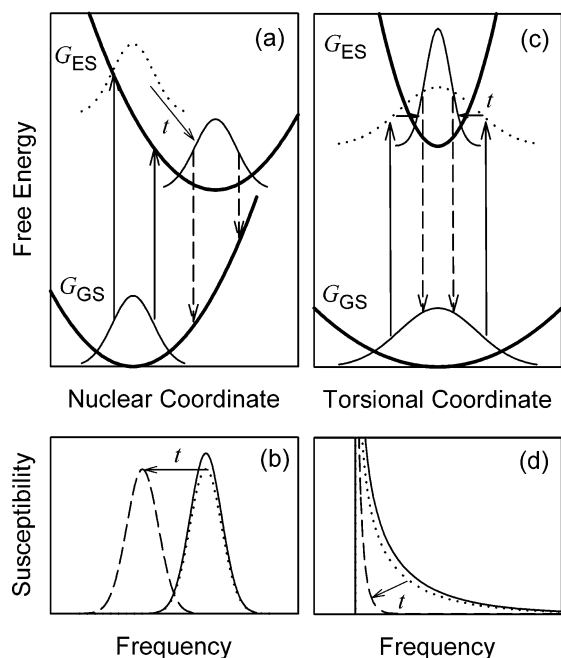 (a)
G_ES
t
G_GS
Free Energy
Nuclear Coordinate
(c)
G_ES
t
G_GS
Torsional Coordinate
(b)
t
Susceptibility
Frequency
(d)
t
Frequency